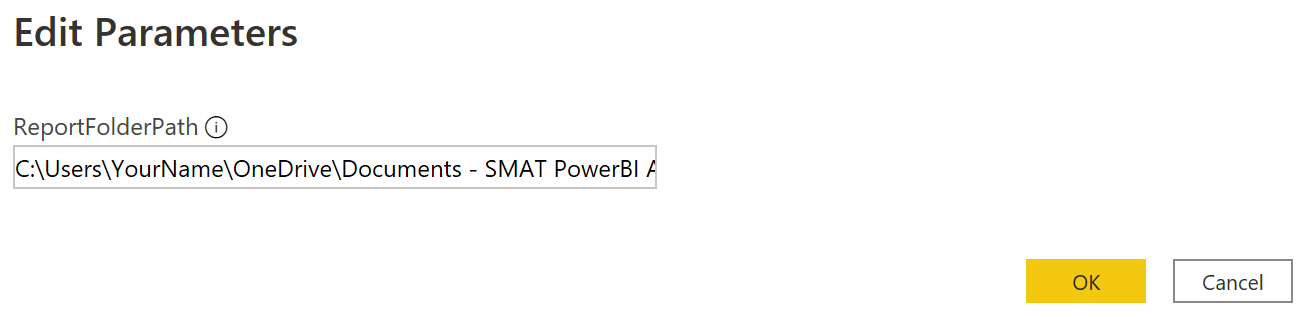 Edit Parameters
ReportFolderPath
C:\Users\YourName\OneDrive\Documents - SMAT PowerBI A
OK Cancel